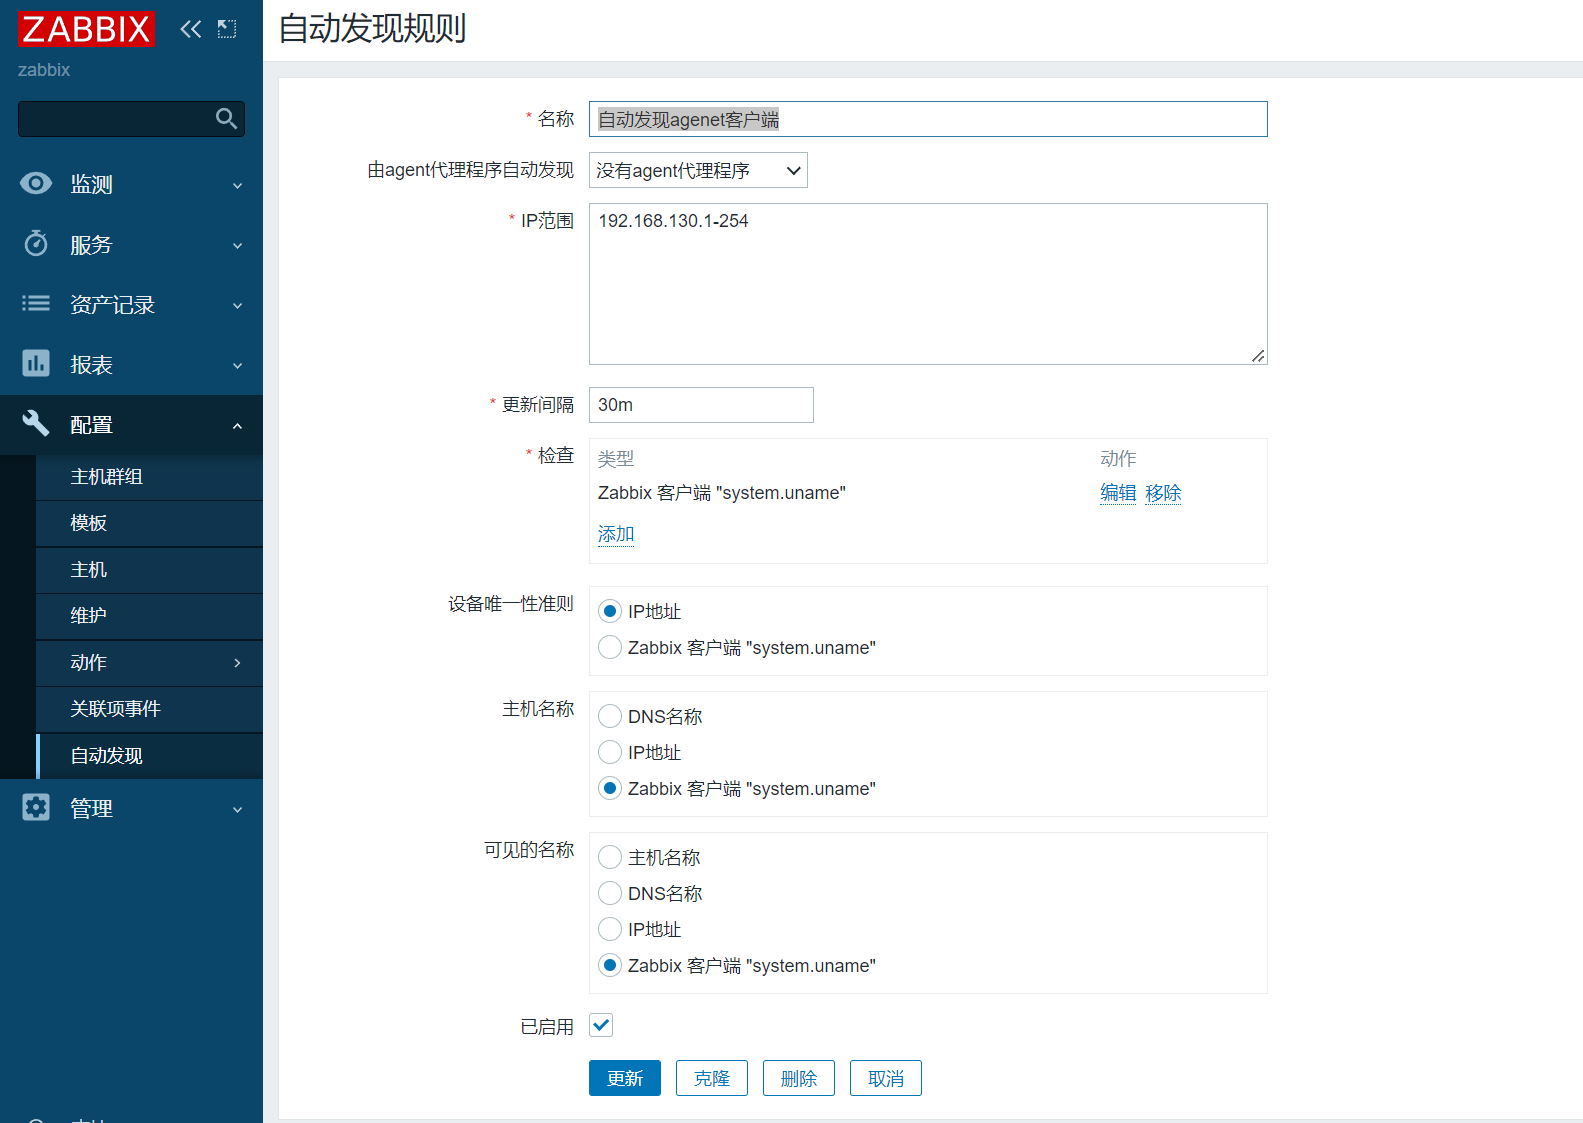 ZABBIX
zabbix
监测
服务
资产记录
报表
配置
主机群组
模板
主机
维护
动作
关联项事件
自动发现
管理
自动发现规则
* 名称 自动发现agenet客户端
由agent代理程序自动发现 没有agent代理程序
* IP范围 192.168.130.1-254
* 更新间隔 30m
* 检查 类型 动作
Zabbix 客户端 "system.uname" 编辑 移除
添加
设备唯一性准则 IP地址
Zabbix 客户端 "system.uname"
主机名称 DNS名称
IP地址
Zabbix 客户端 "system.uname"
可见的名称 主机名称
DNS名称
IP地址
Zabbix 客户端 "system.uname"
已启用
更新 克隆 删除 取消